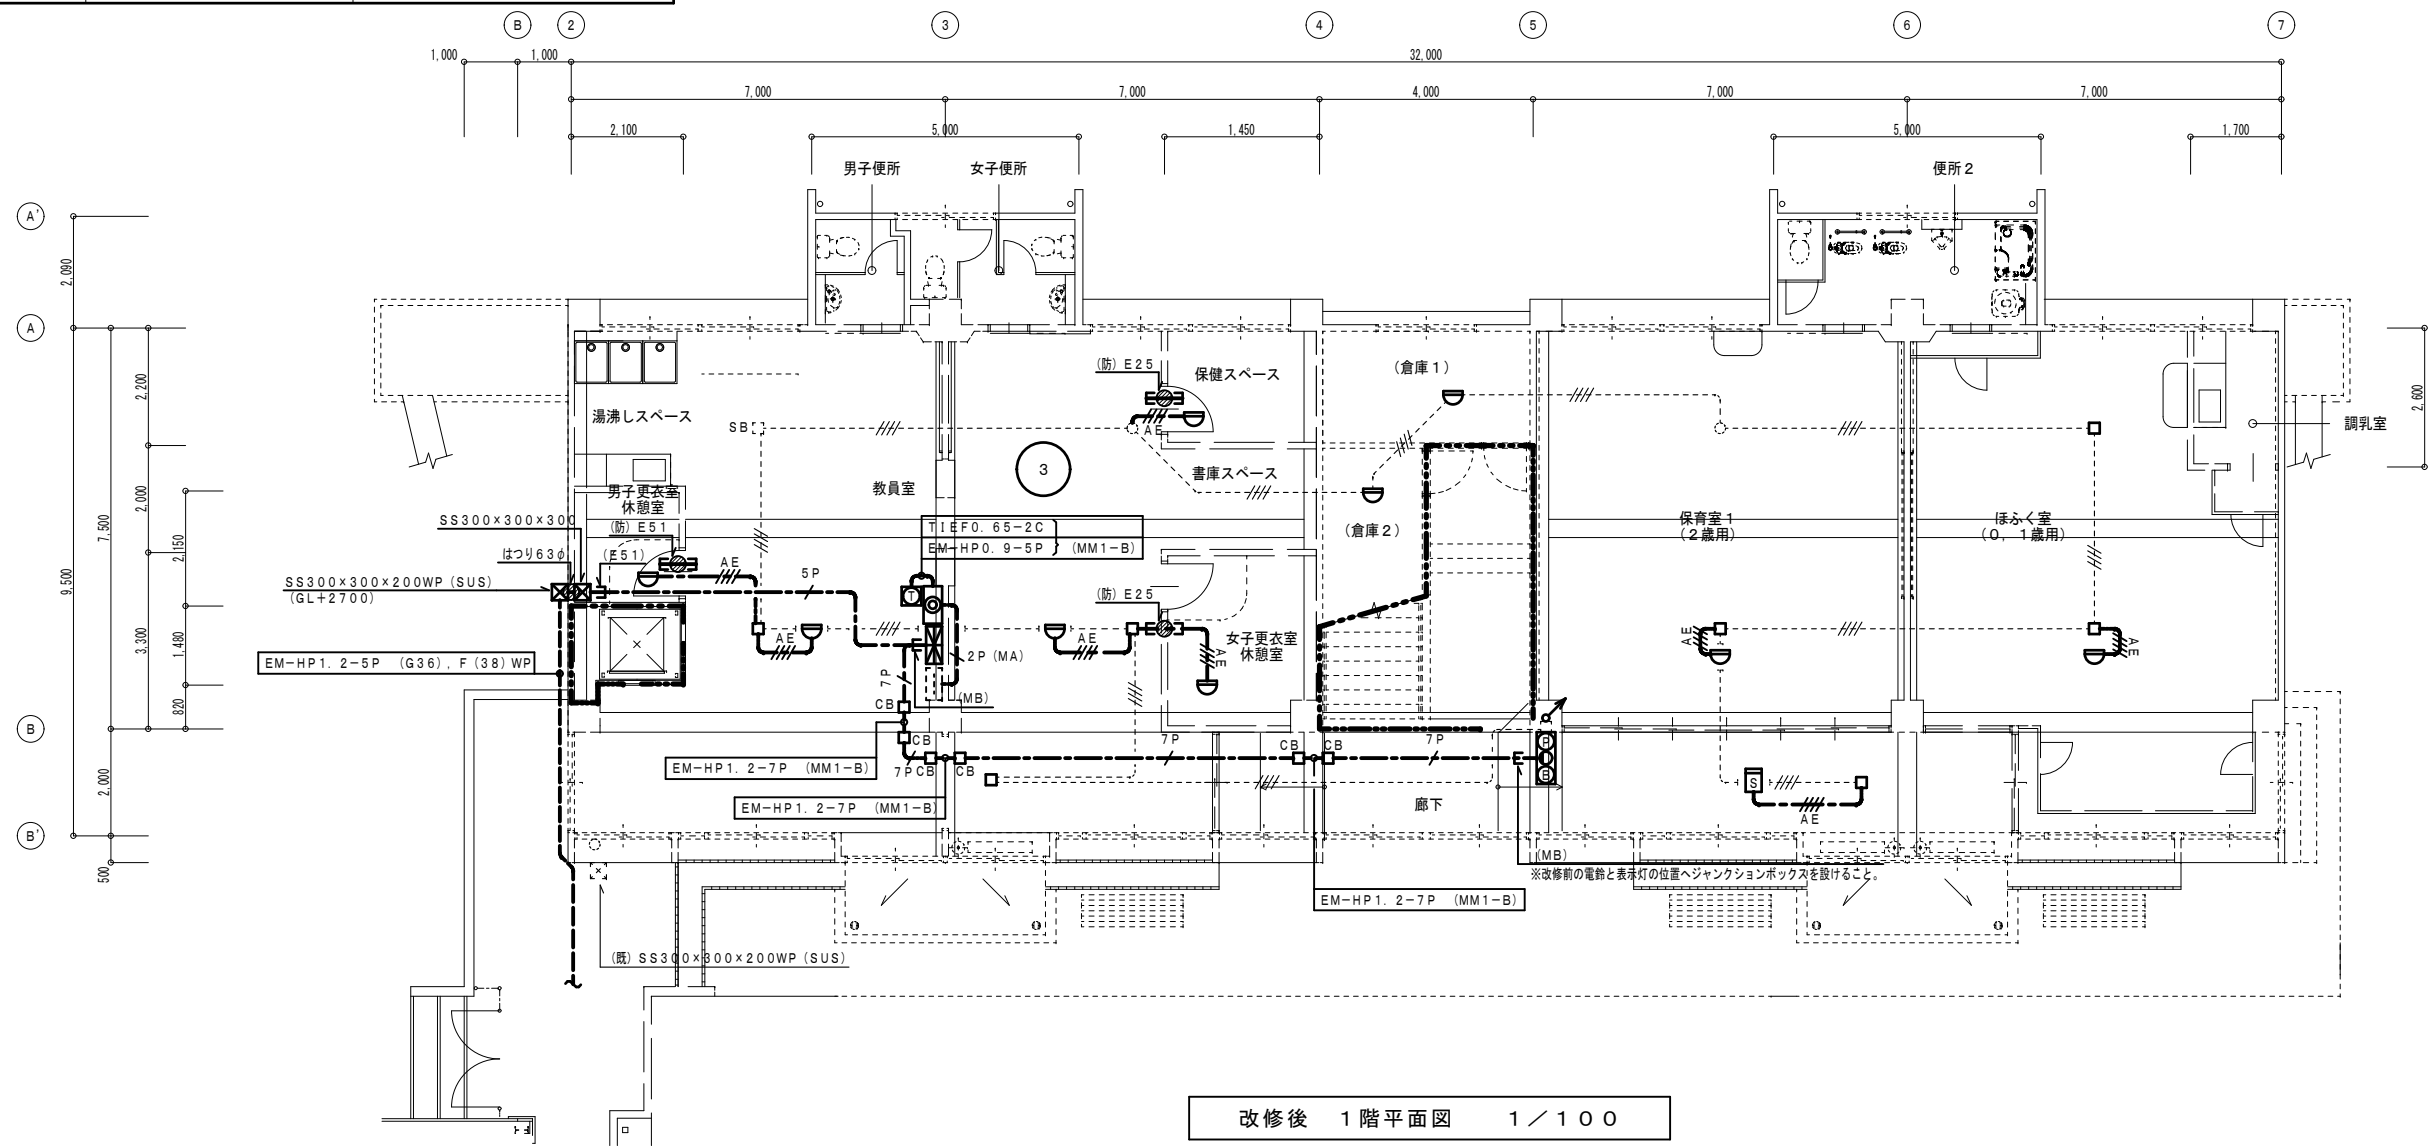 B
2
3
4
5
6
7
1,000
1,000
32,000
7,000
7,000
4,000
7,000
7,000
2,100
5,000
1,450
5,000
1,700
男子便所
女子便所
便所2
A'
A
B
B'
2,090
7,500
9,500
2,000
500
2,200
2,000
3,300
2,150
1,480
820
2,600
(防)E25
保健スペース
(倉庫1)
湯沸しスペース
SB
AE
調乳室
3
書庫スペース
教員室
男子更衣室
休憩室
SS300×300×300
(防)E51
TIEF0.65-2C
EM-HP0.9-5P
(MM1-B)
(倉庫2)
保育室1
(2歳用)
ほふく室
(0,1歳用)
はつり63φ
(E51)
AE
5P
SS300×300×200WP(SUS)
(GL+2700)
T
(防)E25
AE
AE
女子更衣室
休憩室
AE
AE
AE
2P(MA)
EM-HP1.2-5P (G36),F(38)WP
7P
(MB)
CB
CB
7P
CB
CB
7P
CB
CB
7P
B
B
EM-HP1.2-7P (MM1-B)
EM-HP1.2-7P (MM1-B)
廊下
S
AE
(MB)
※改修前の電鈴と表示灯の位置へジャンクションボックスを設けること。
EM-HP1.2-7P (MM1-B)
(既)SS300×300×200WP(SUS)
改修後 1階平面図 1/100